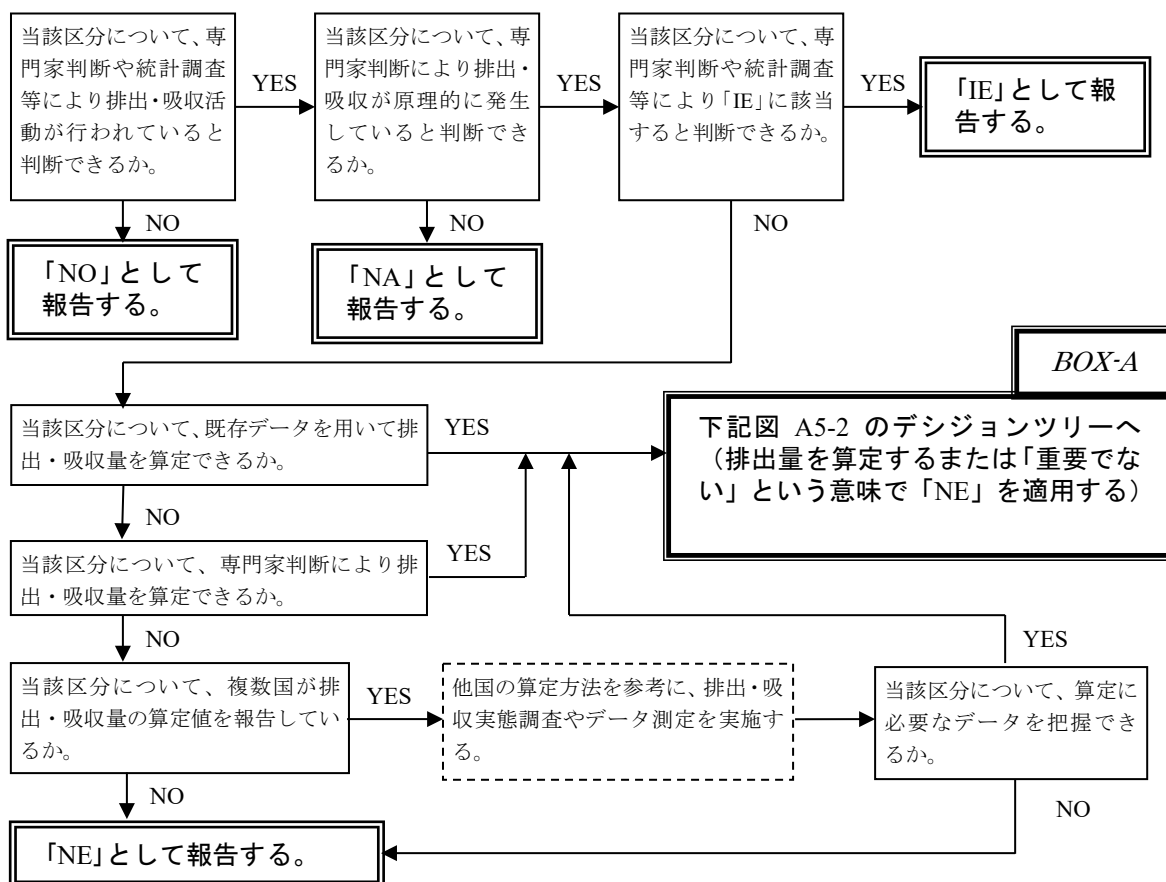 当該区分について、専
門家判断や統計調査
等により排出・吸収活
動が行われていると
判断できるか。
YES
当該区分について、専
門家判断により排出・
吸収が原理的に発生
していると判断でき
るか。
YES
当該区分について、専
門家判断や統計調査
等により「IE」に該当
すると判断できるか。
YES
「IE」として報
告する。
NO
NO
NO
「NO」として
報告する。
「NA」として
報告する。
BOX-A
下記図 A5-2 のデシジョンツリーへ
(排出量を算定するまたは「重要でな
い」という意味で「NE」を適用する)
当該区分について、既存データを用いて排
出・吸収量を算定できるか。
YES
NO
当該区分について、専門家判断により排
出・吸収量を算定できるか。
YES
NO
当該区分について、複数国が排
出・吸収量の算定値を報告してい
るか。
YES
他国の算定方法を参考に、排出・吸
収実態調査やデータ測定を実施す
る。
YES
当該区分について、算定に
必要なデータを把握でき
るか。
NO
NO
「NE」として報告する。